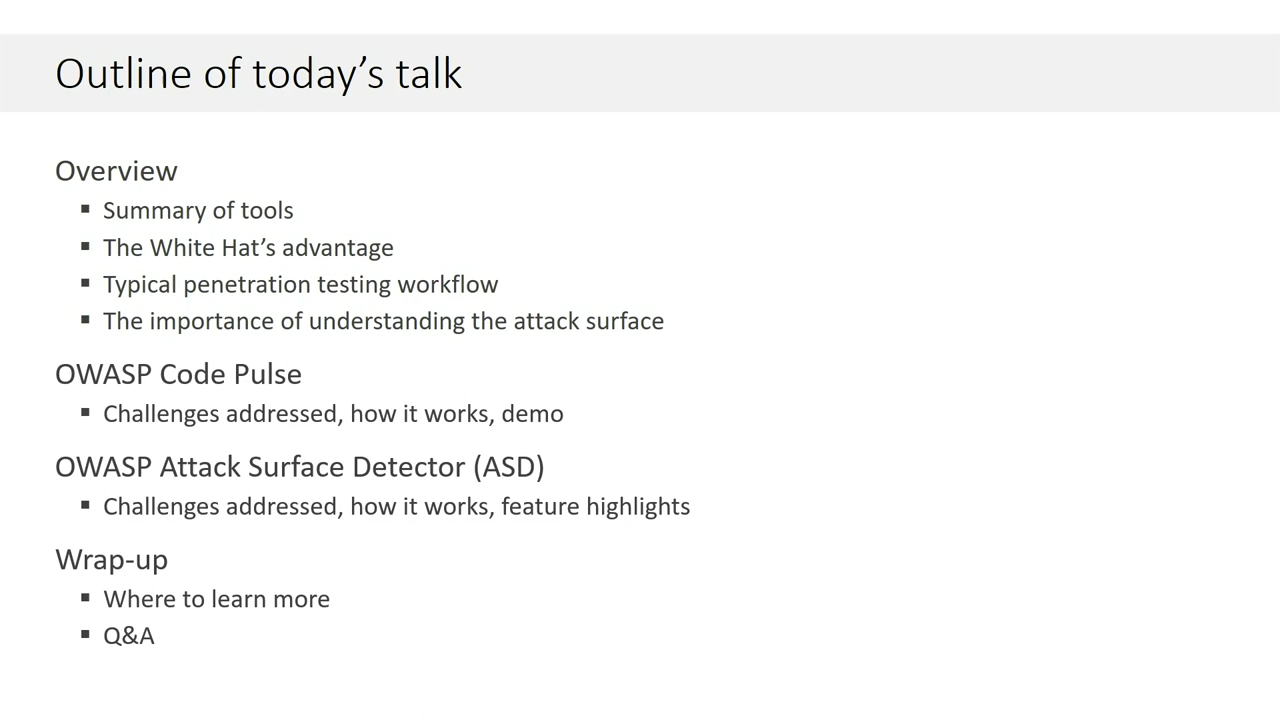 Outline of today’s talk
Overview
▪ Summary of tools
▪ The White Hat’s advantage
▪ Typical penetration testing workflow
▪ The importance of understanding the attack surface
OWASP Code Pulse
▪ Challenges addressed, how it works, demo
OWASP Attack Surface Detector (ASD)
▪ Challenges addressed, how it works, feature highlights
Wrap-up
▪ Where to learn more
▪ Q&A